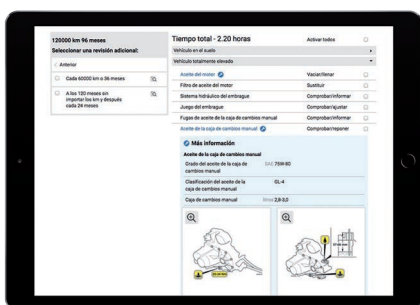 120000 km 96 meses
Seleccionar una revisión adicional:
Anterior
Cada 60000 km o 36 meses
A los 120 meses sin
importar los km y después
cada 24 meses
Tiempo total - 2.20 horas
Activar todos
Vehículo en el suelo
Vehículo totalmente elevado
Aceite del motor
Vaciar/llenar
Filtro de aceite del motor
Sustituir
Sistema hidráulico del embrague
Comprobar/informar
Juego del embrague
Comprobar/ajustar
Fugas de aceite de la caja de cambios manual
Comprobar/informar
Aceite de la caja de cambios manual
Comprobar/reponer
Más información
Aceite de la caja de cambios manual
Grado del aceite de la caja de
cambios manual
SAE 75W-80
Clasificación del aceite de la
caja de cambios manual
GL-4
Caja de cambios manual
litros 2,8-3,0